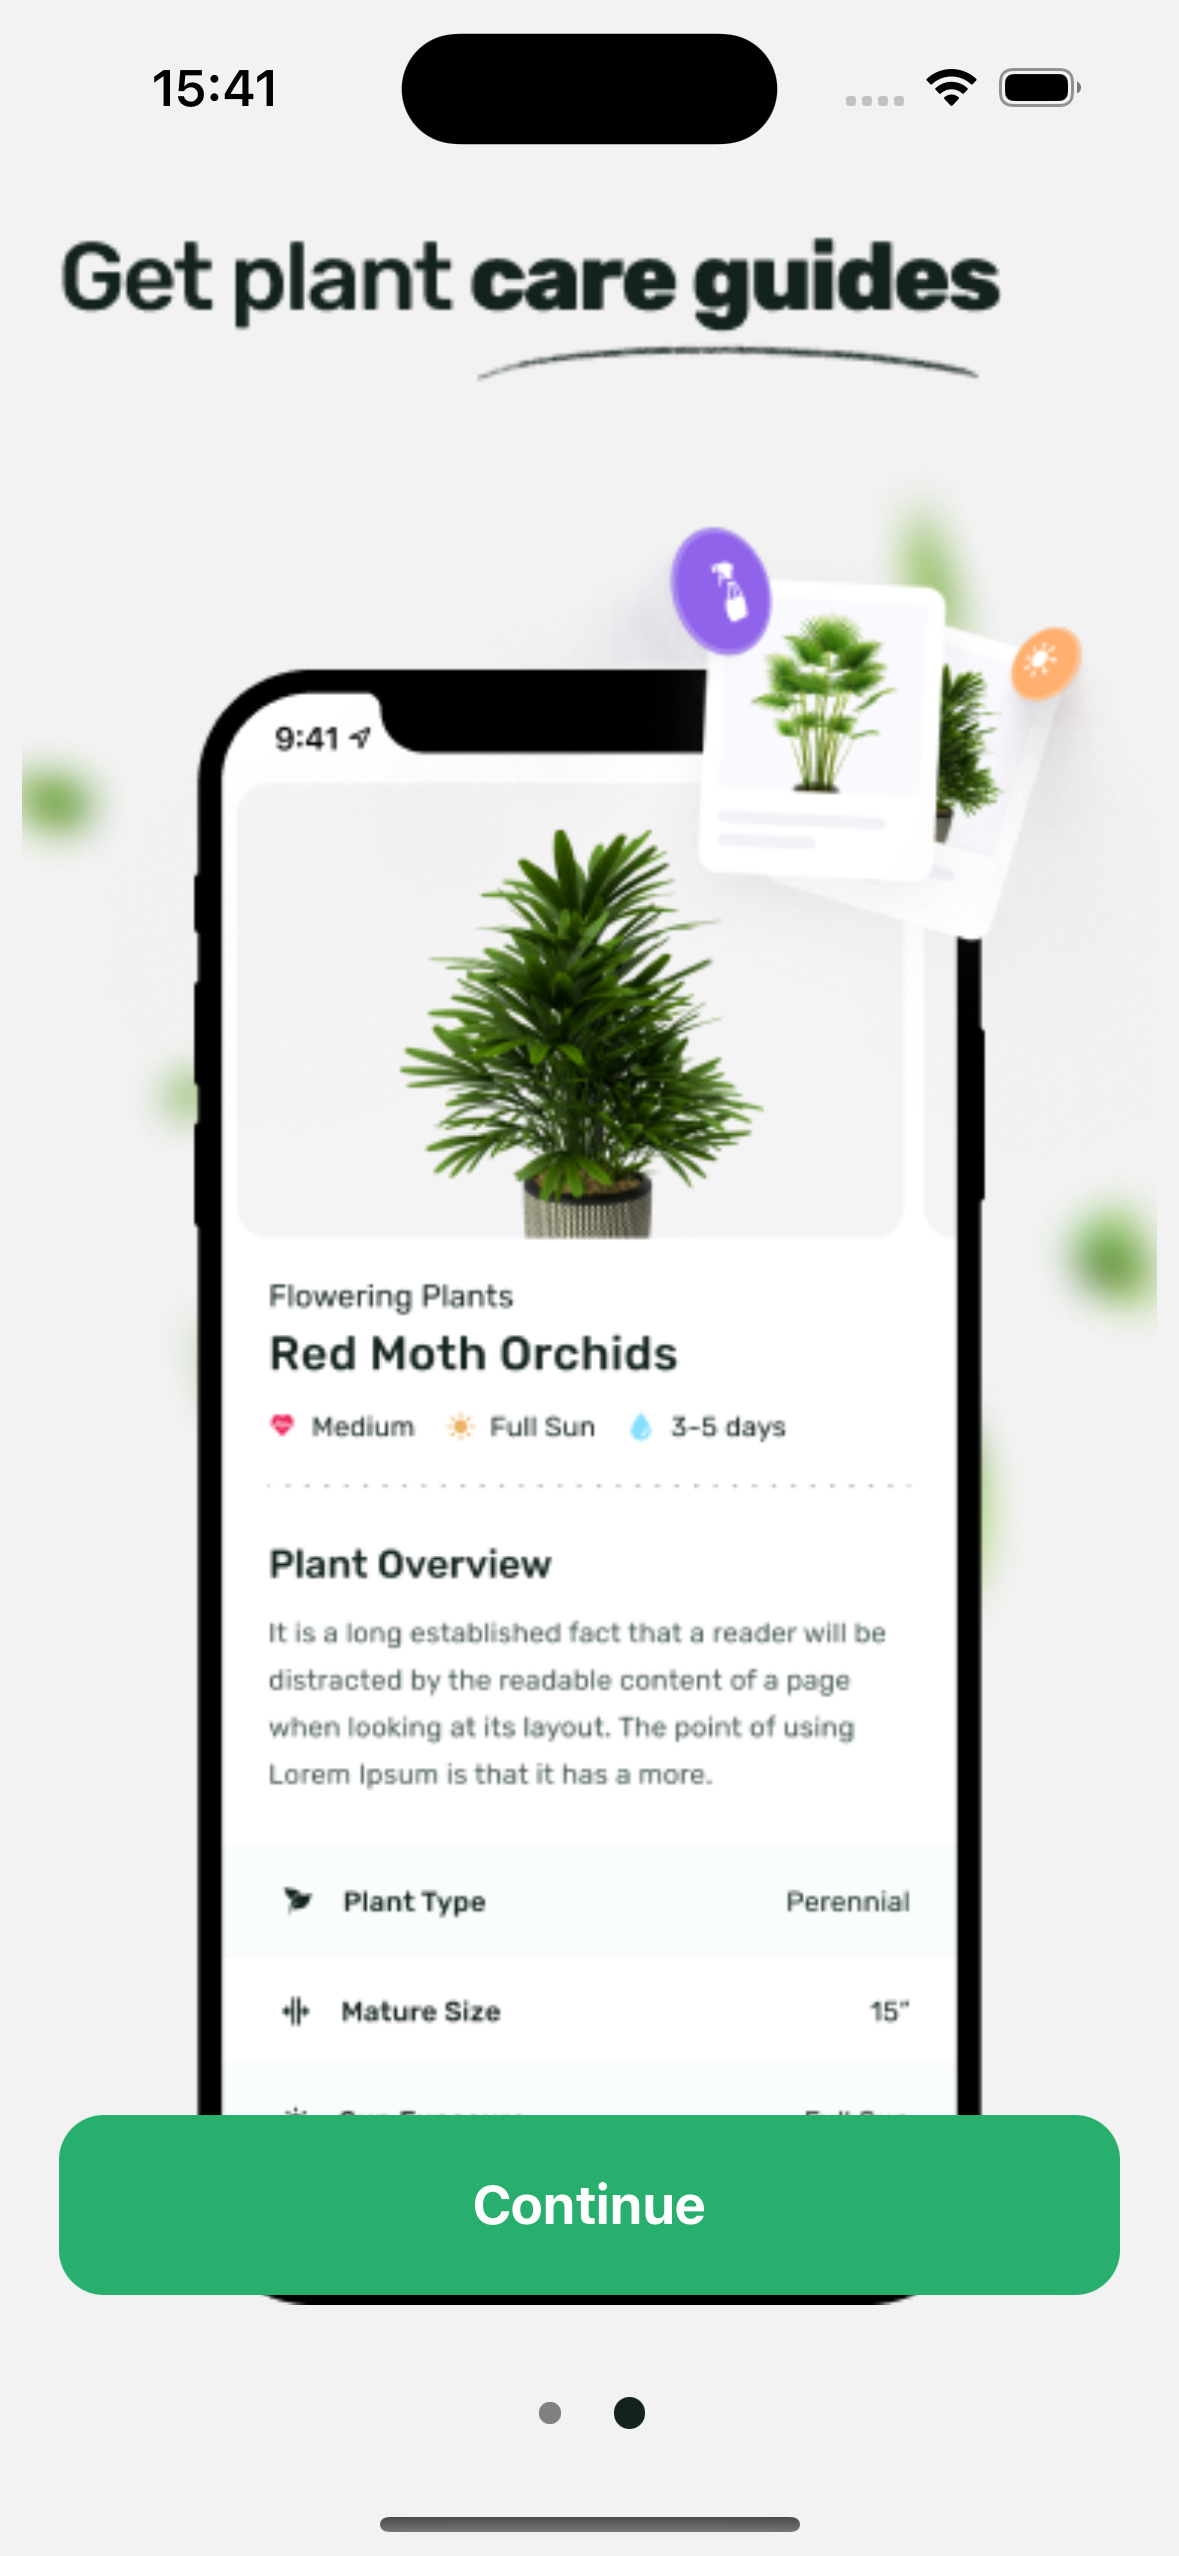 15:41
Get plant care guides
9:41
Flowering Plants
Red Moth Orchids
Medium Full Sun 3-5 days
Plant Overview
It is a long established fact that a reader will be
distracted by the readable content of a page
when looking at its layout. The point of using
Lorem Ipsum is that it has a more.
Plant Type Perennial
Mature Size 15"
Continue